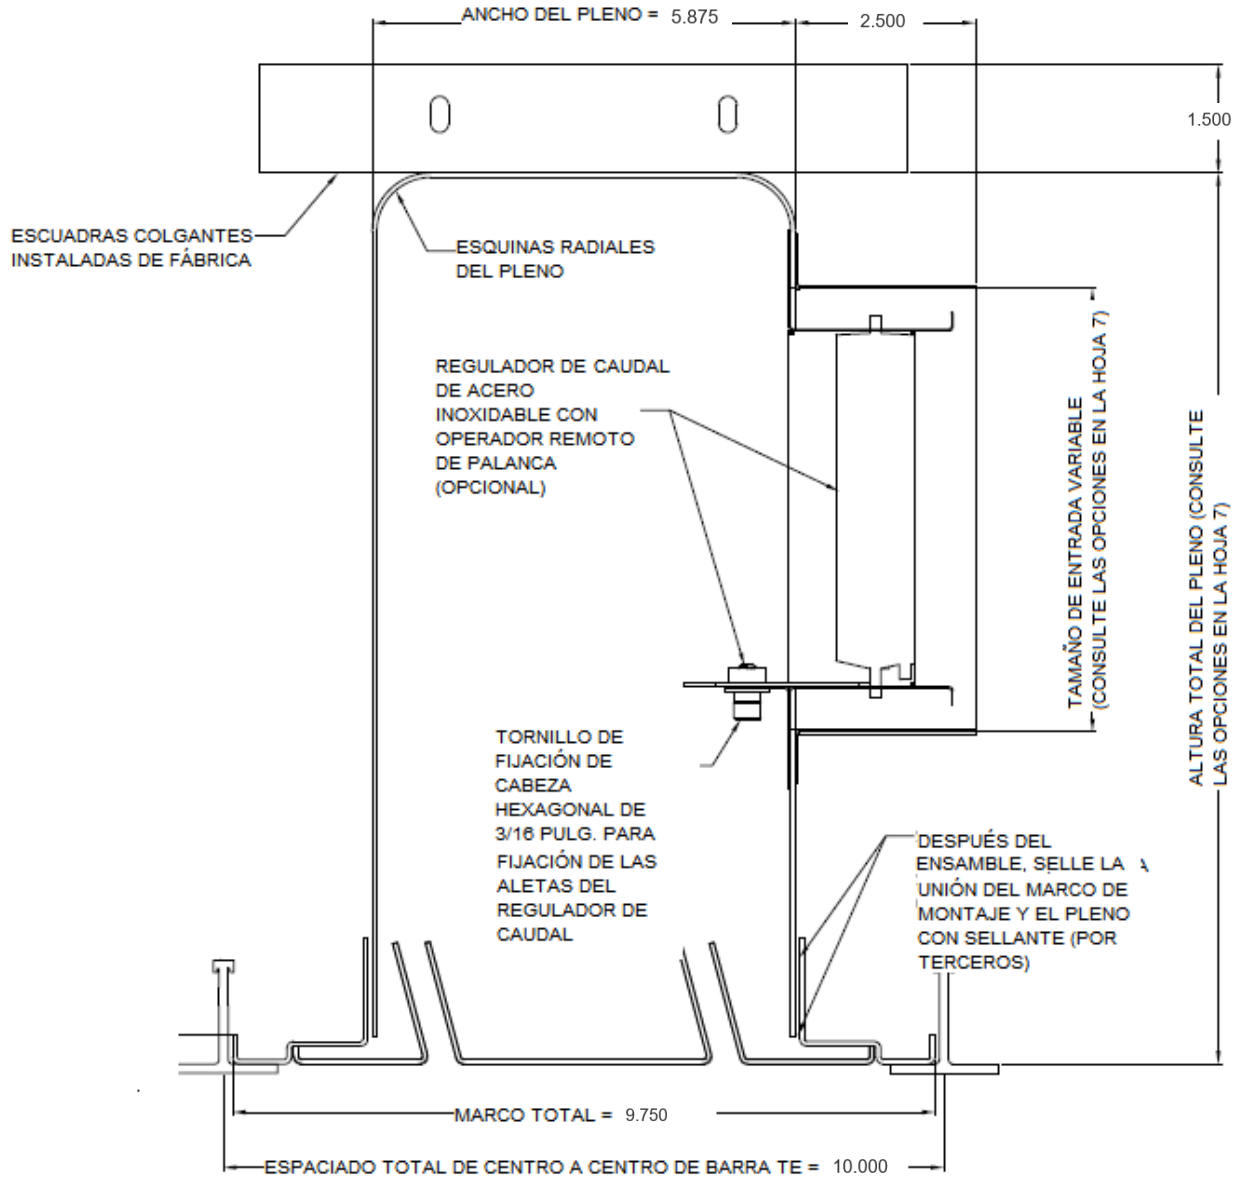 ANCHO DEL PLENO = 5.875
2.500
1.500
ESCUADRAS COLGANTES
INSTALADAS DE FÁBRICA
ESQUINAS RADIALES
DEL PLENO
REGULADOR DE CAUDAL
DE ACERO
INOXIDABLE CON
OPERADOR REMOTO
DE PALANCA
(OPCIONAL)
TAMAÑO DE ENTRADA VARIABLE
(CONSULTE LAS OPCIONES EN LA HOJA 7)
ALTURA TOTAL DEL PLENO (CONSULTE
LAS OPCIONES EN LA HOJA 7)
TORNILLO DE
FIJACIÓN DE
CABEZA
HEXAGONAL DE
3/16 PULG. PARA
FIJACIÓN DE LAS
ALETAS DEL
REGULADOR DE
CAUDAL
DESPUÉS DEL
ENSAMBLE, SELLE LA
UNIÓN DEL MARCO DE
MONTAJE Y EL PLENO
CON SELLANTE (POR
TERCEROS)
MARCO TOTAL = 9.750
ESPACIADO TOTAL DE CENTRO A CENTRO DE BARRA TE = 10.000